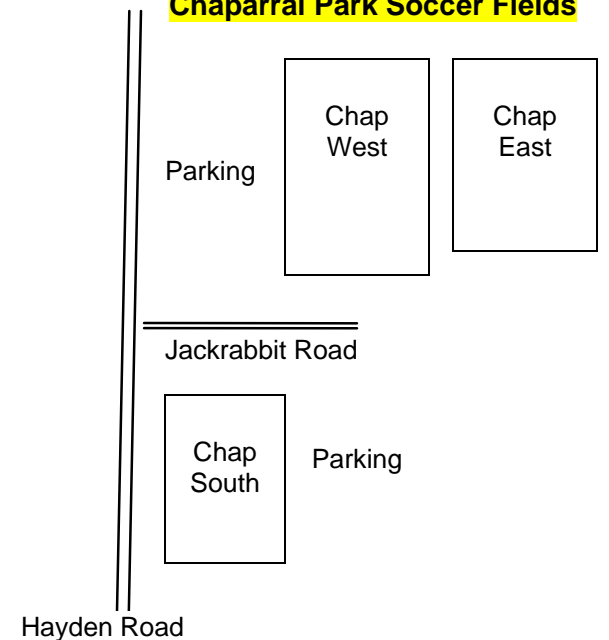 Chaparral Park Soccer Fields
Chap
West
Chap
East
Parking
Jackrabbit Road
Chap
South
Parking
Hayden Road